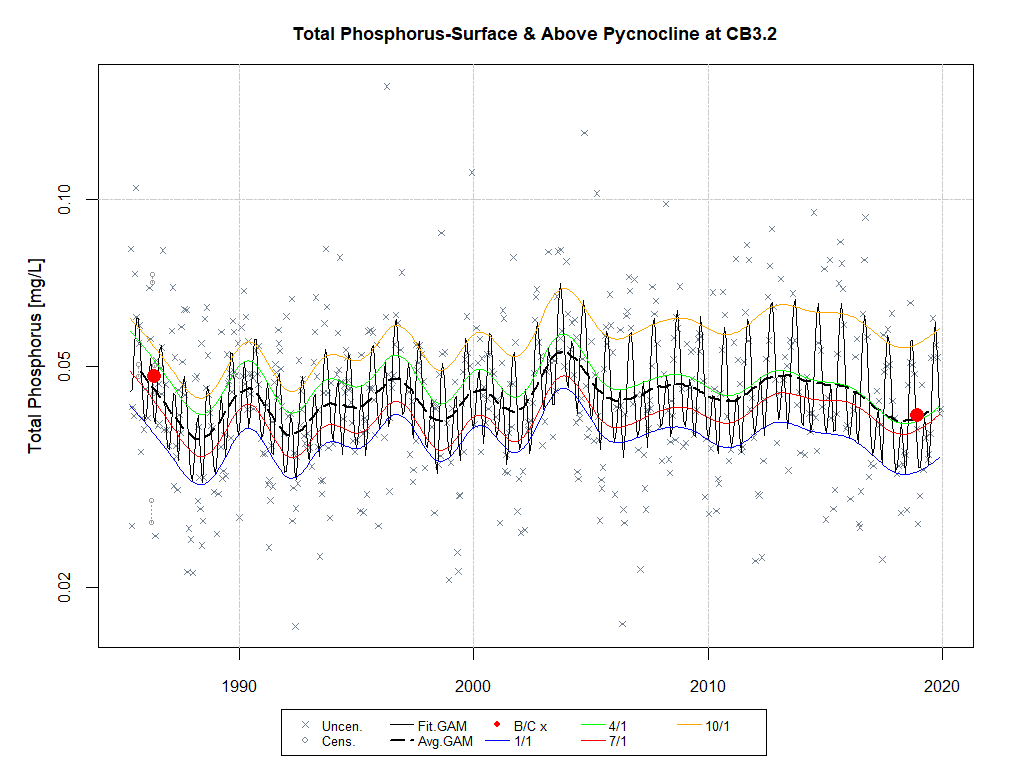 Total Phosphorus-Surface & Above Pycnocline at CB3.2
Total Phosphorus [mg/L]
0.10
0.05
0.02
1990 2000 2010 2020
Uncen. Fit.GAM B/C x 4/1 10/1
Cens. Avg.GAM 1/1 7/1